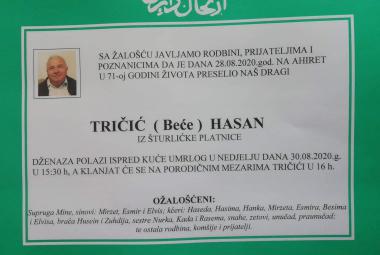 SA ŽALOŠĆU JAVLJAMO RODBINI, PRIJATELJIMA I
POZNANICIMA DA JE DANA 28.08.2020.god. NA AHIRET
U 71-oj GODINI ŽIVOTA PRESELIO NAŠ DRAGI
TRIČIĆ ( Beće ) HASAN
IZ ŠTURLIČKE PLATNICE
DŽENAZA POLAZI ISPRED KUĆE UMRLOG U NEDJELJU DANA 30.08.2020.g.
U 15:30 h, A KLANJAT ĆE SE NA PORODIČNIM MEZARIMA TRIČIĆI U 16 h.
OŽALOŠĆENI:
Supruga Mine, sinovi: Mirzet, Esmir i Elvis; kćeri: Haseda, Hasima, Hanka, Mirzeta, Esmira, Besima
i Elvisa, braća Husein i Zuhdija, sestre Nurka, Kada i Rasema, snahe, zetovi, unučad, praumučad;
te ostala rodbina, komšije i prijatelji.